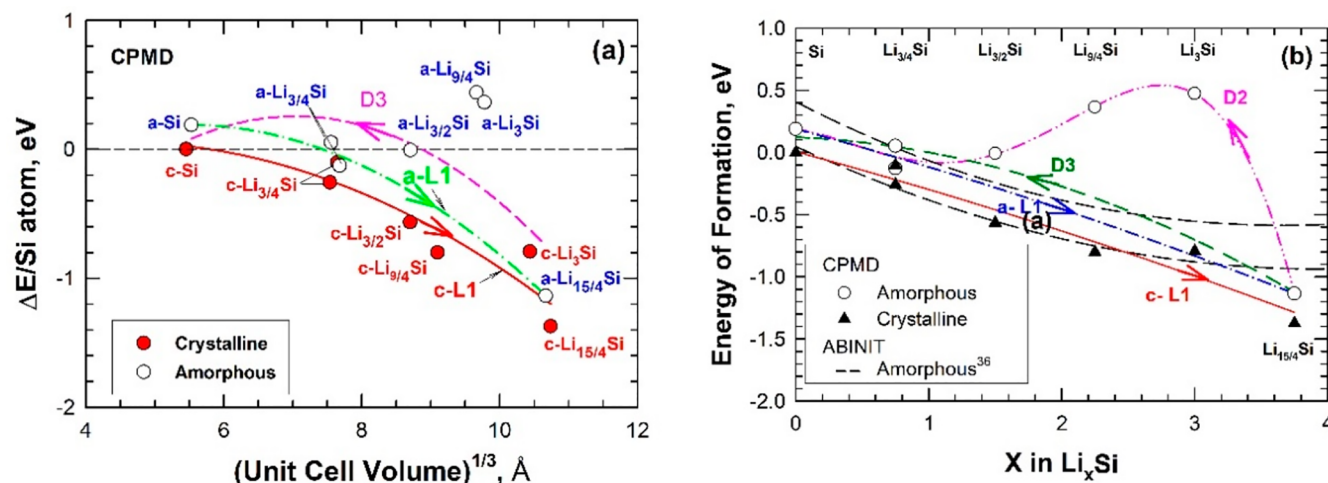 CPMD
(a)
a-Li9/4Si
a-Li3/4Si
D3
a-Si
a-Li3/2Si
a-Li3Si
c-Si
c-Li3/4Si
a-L1
c-Li3/2Si
c-Li9/4Si
c-Li3Si
c-L1
a-Li15/4Si
c-Li15/4Si
Crystalline
Amorphous
ΔE/Si atom, eV
1
0
-1
-2
4
6
8
10
12
(Unit Cell Volume)1/3, Å
Si
Li3/4Si
Li3/2Si
Li9/4Si
Li3Si
(b)
D2
D3
a- L1
(a)
c- L1
Li15/4Si
CPMD
Amorphous
Crystalline
ABINIT
Amorphous36
Energy of Formation, eV
1.0
0.5
0.0
-0.5
-1.0
-1.5
-2.0
0
1
2
3
4
X in LixSi